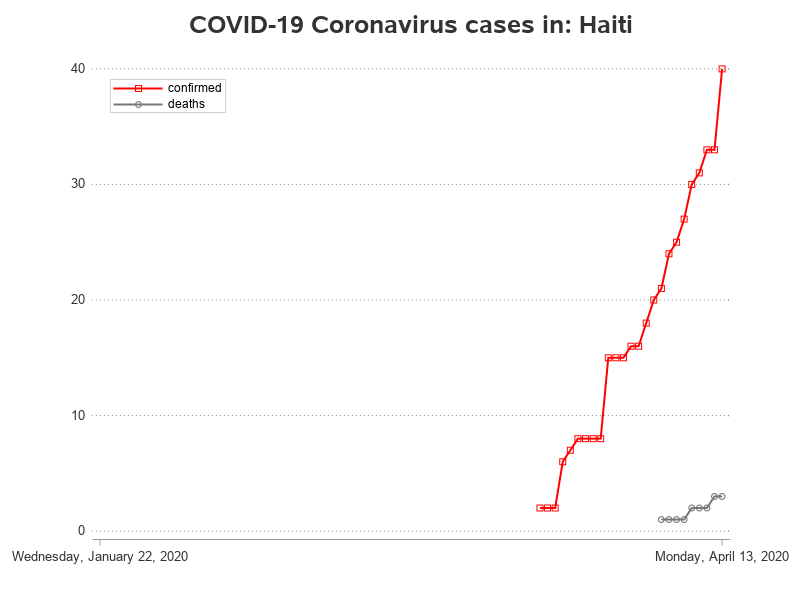 COVID-19 Coronavirus cases in: Haiti
40
confirmed
deaths
30
20
10
0
Wednesday, January 22, 2020
Monday, April 13, 2020